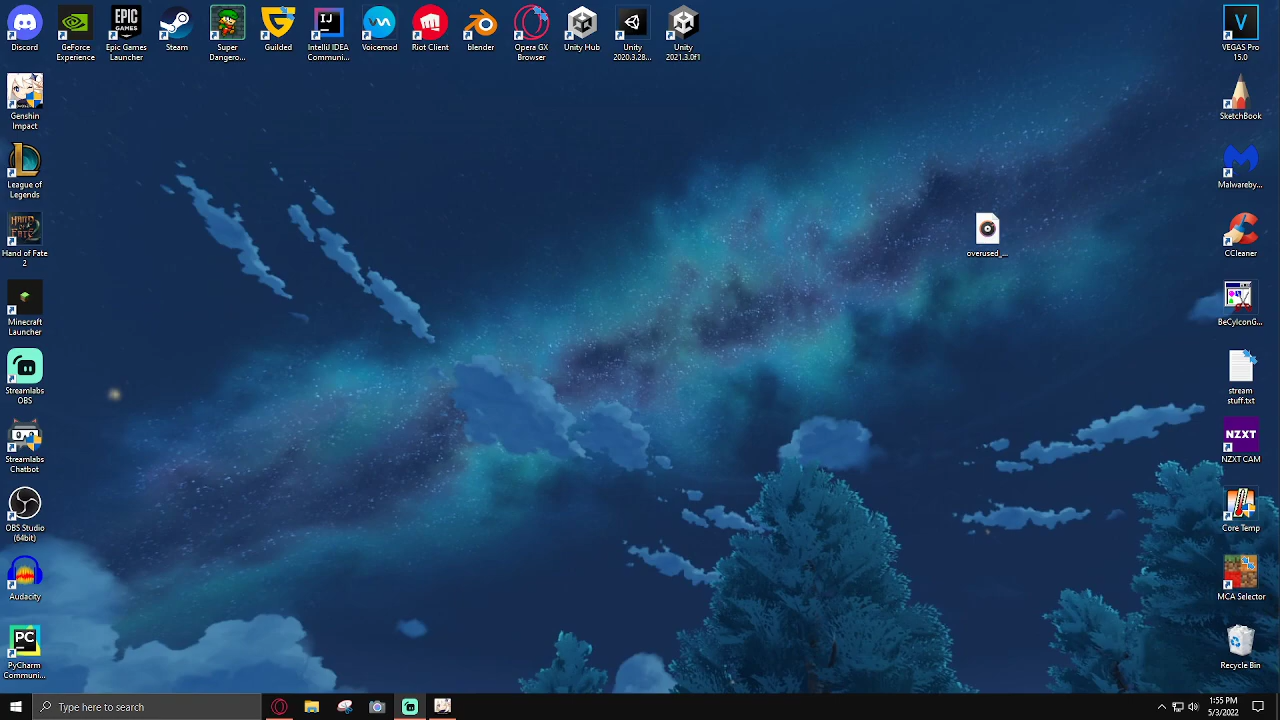 Discord
GeForce
Experience
Epic Games
Launcher
Steam
Super
Dangero...
Guilded
IntelliJ IDEA
Communi...
Voicemod
Riot Client
blender
Opera GX
Browser
Unity Hub
Unity
2020.3.28...
Unity
2021.3.0f1
VEGAS Pro
15.0
Genshin
Impact
SketchBook
League of
Legends
Malwareby...
Hand of Fate
2
overused_...
CCleaner
Minecraft
Launcher
BeCyIconG...
Streamlabs
OBS
stream
stuff.txt
Streamlabs
Chatbot
NZXT
NZXT CAM
OBS Studio
(64bit)
Core Temp
Audacity
MCA Selector
PC
PyCharm
Communi...
Recycle Bin
Type here to search
1:55 PM
5/3/2022